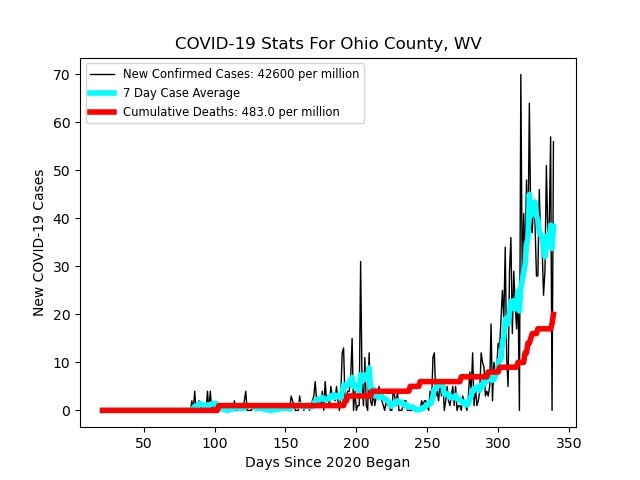 COVID-19 Stats For Ohio County, WV
New Confirmed Cases: 42600 per million
7 Day Case Average
Cumulative Deaths: 483.0 per million
New COVID-19 Cases
70
60
50
40
30
20
10
0
50 100 150 200 250 300 350
Days Since 2020 Began